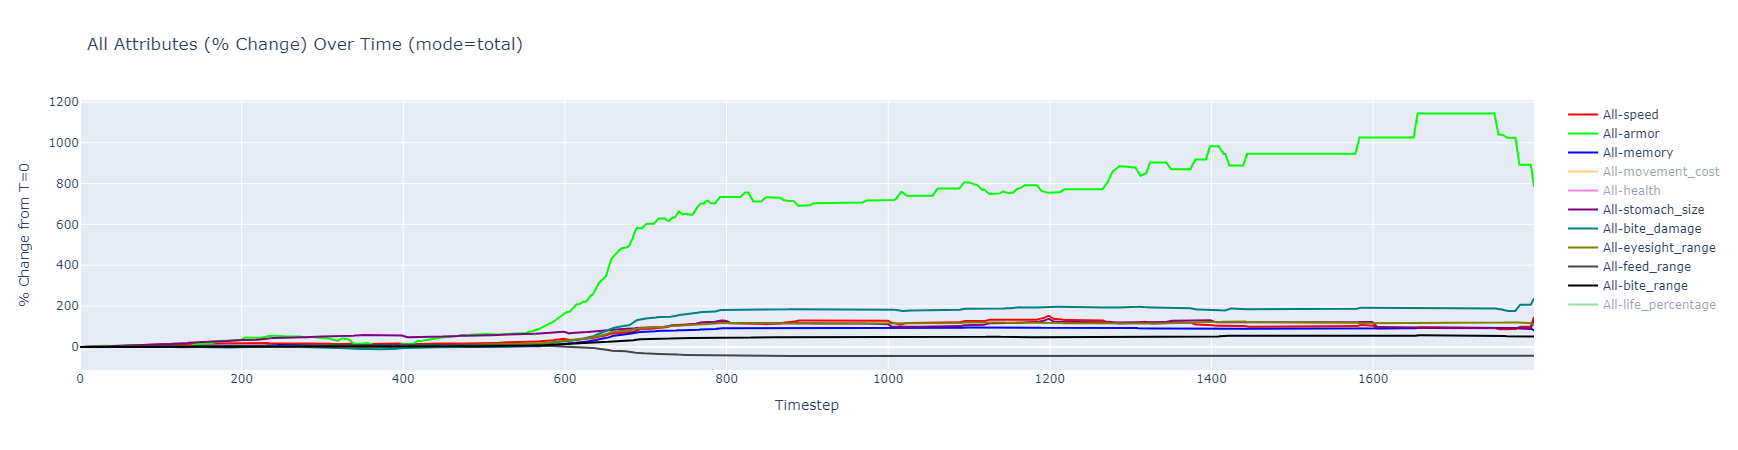 All Attributes (% Change) Over Time (mode=total)
% Change from T=0
1200
1000
800
600
400
200
0
0 200 400 600 800 1000 1200 1400 1600
Timestep
All-speed
All-armor
All-memory
All-movement_cost
All-health
All-stomach_size
All-bite_damage
All-eyesight_range
All-feed_range
All-bite_range
All-life_percentage